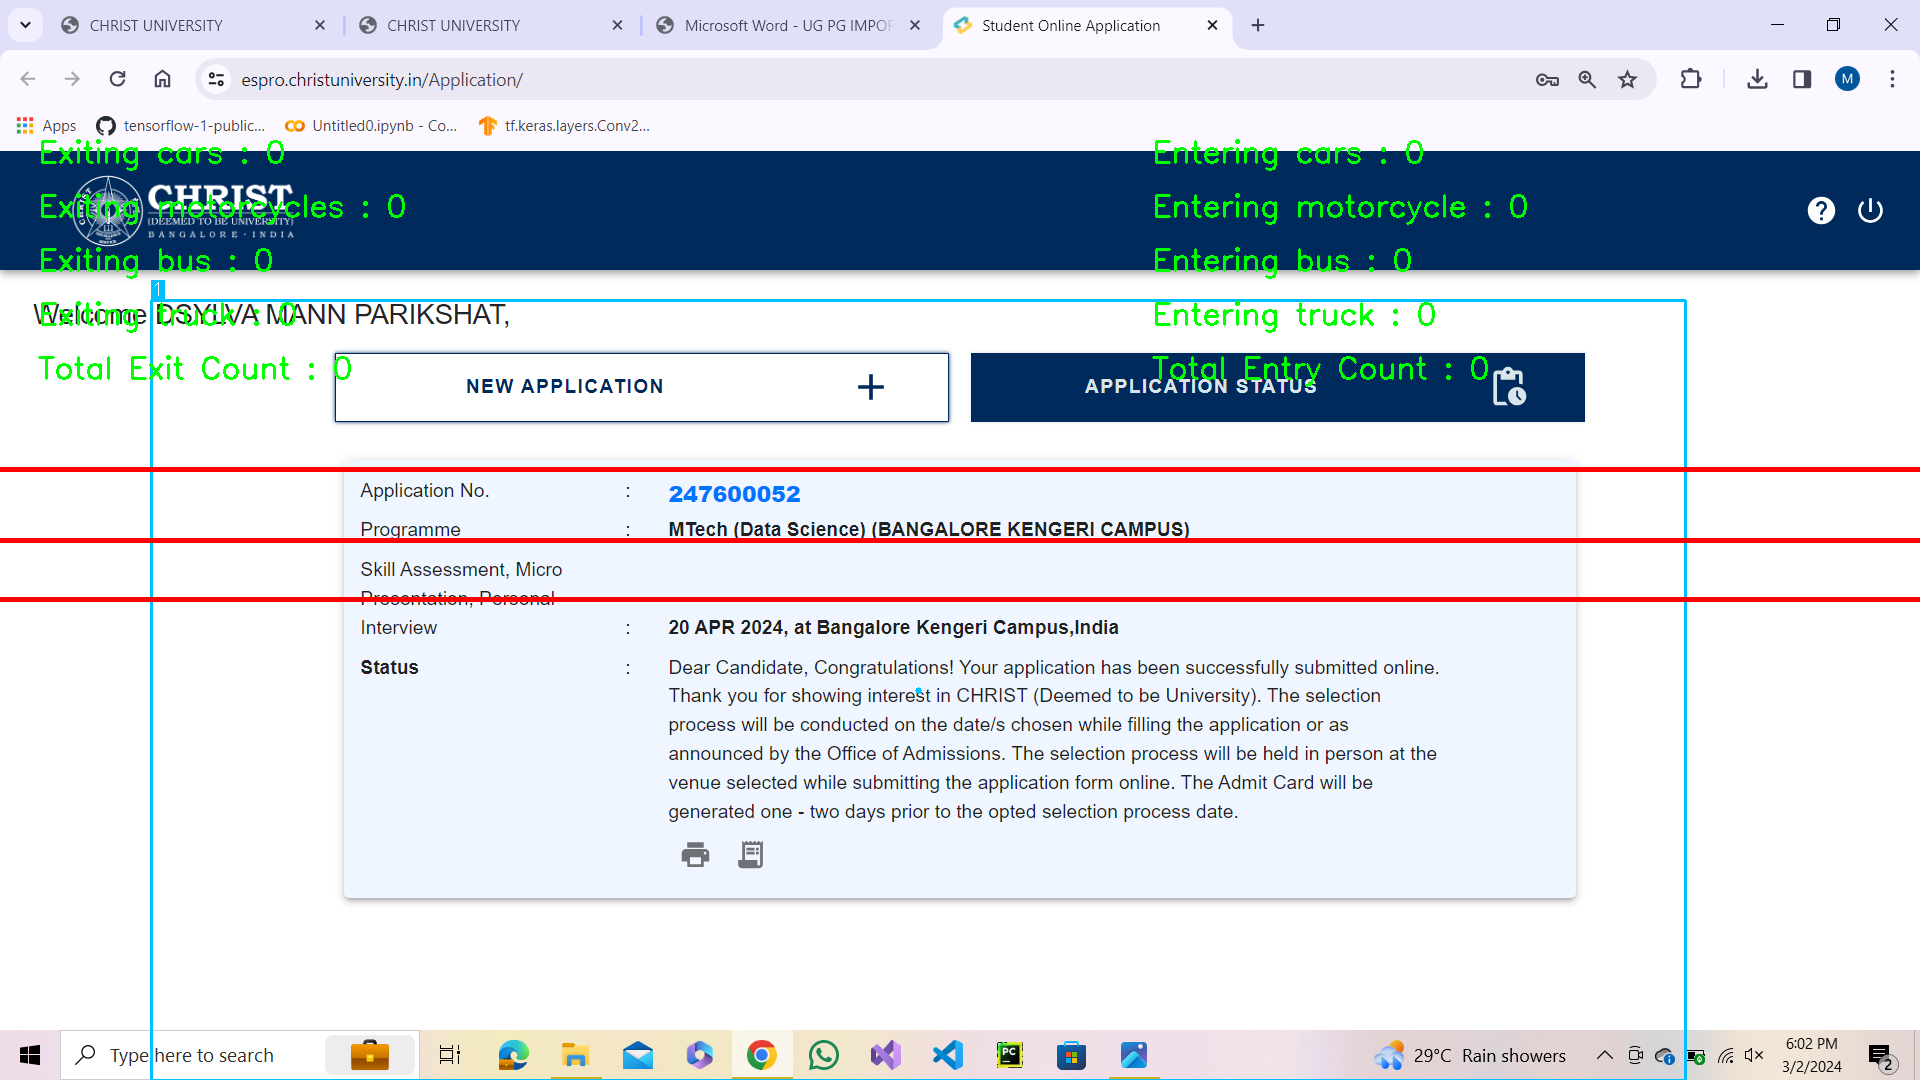 CHRIST UNIVERSITY
CHRIST UNIVERSITY
Microsoft Word - UG PG IMPOR
Student Online Application
espro.christuniversity.in/Application/
M
Apps
tensorflow-1-public...
Untitled0.ipynb - Co...
tf.keras.layers.Conv2...
Exiting cars : 0
Entering cars : 0
CHRIST
(DEEMED TO BE UNIVERSITY)
BANGALORE · INDIA
Exiting motorcycles : 0
Entering motorcycle : 0
Exiting bus : 0
Entering bus : 0
1
Welcome DSYLVA MANN PARIKSHAT,
Exiting truck : 0
Entering truck : 0
Total Exit Count : 0
Total Entry Count : 0
NEW APPLICATION
APPLICATION STATUS
Application No. : 247600052
Programme : MTech (Data Science) (BANGALORE KENGERI CAMPUS)
Skill Assessment, Micro
Presentation, Personal
Interview : 20 APR 2024, at Bangalore Kengeri Campus,India
Status : Dear Candidate, Congratulations! Your application has been successfully submitted online.
Thank you for showing interest in CHRIST (Deemed to be University). The selection
process will be conducted on the date/s chosen while filling the application or as
announced by the Office of Admissions. The selection process will be held in person at the
venue selected while submitting the application form online. The Admit Card will be
generated one - two days prior to the opted selection process date.
Type here to search
PC
29°C Rain showers
6:02 PM
3/2/2024
2